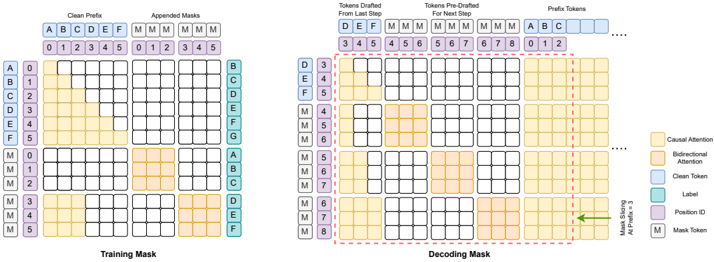 Clean Prefix
Appended Masks
A B C D E F M M M M M M
0 1 2 3 4 5 0 1 2 3 4 5
A 0 B
B 1 C
C 2 D
D 3 E
E 4 F
F 5 G
M 0 A
M 1 B
M 2 C
M 3 D
M 4 E
M 5 F
Training Mask
Tokens Drafted
From Last Step
Tokens Pre-Drafted
For Next Step
Prefix Tokens
D E F M M M M M M M M M A B C
3 4 5 4 5 6 5 6 7 6 7 8 0 1 2
....
D 3
E 4
F 5
M 4
M 5
M 6
....
M 5
M 6
M 7
M 6
M 7
M 8
Decoding Mask
Mask Slicing
At Prefix = 3
Causal Attention
Bidirectional
Attention
Clean Token
Label
Position ID
M Mask Token